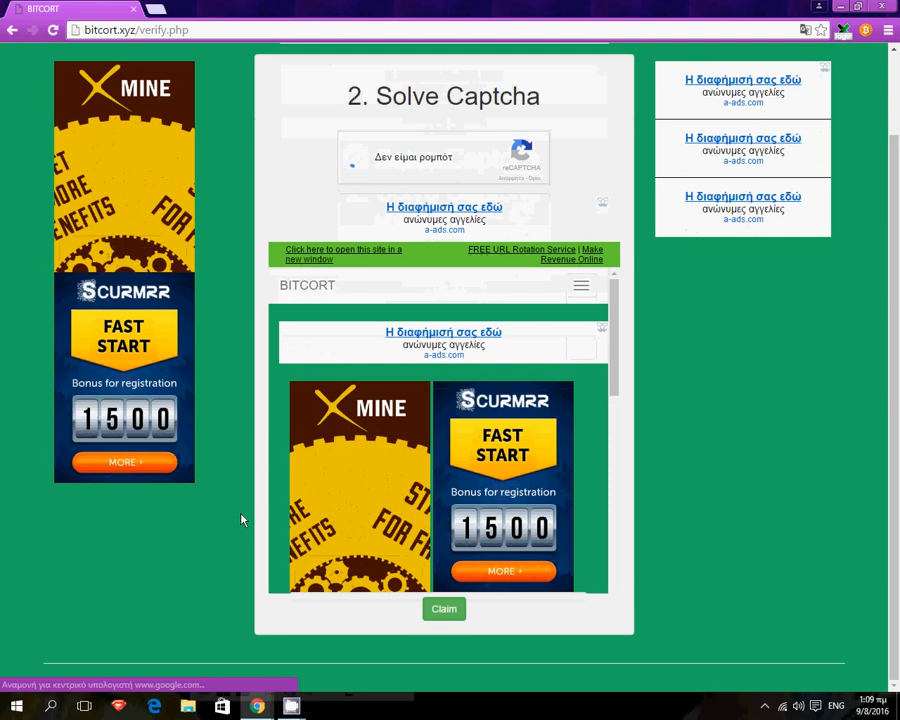 BITCORT
bitcort.xyz/verify.php
X MINE
MORE
BENEFITS
SCURMRR
FAST
START
Bonus for registration
1500
MORE ›
2. Solve Captcha
Δεν είμαι ρομπότ
reCAPTCHA
Απόρρητο - Όροι
Η διαφήμισή σας εδώ
ανώνυμες αγγελίες
a-ads.com
Click here to open this site in a
new window
FREE URL Rotation Service | Make
Revenue Online
BITCORT
Η διαφήμισή σας εδώ
ανώνυμες αγγελίες
a-ads.com
X MINE
FOR
SCURMRR
FAST
START
Bonus for registration
1500
MORE ›
Claim
Η διαφήμισή σας εδώ
ανώνυμες αγγελίες
a-ads.com
Η διαφήμισή σας εδώ
ανώνυμες αγγελίες
a-ads.com
Η διαφήμισή σας εδώ
ανώνυμες αγγελίες
a-ads.com
Αναμονή για κεντρικό υπολογιστή www.google.com...
ENG
1:09 πμ
9/8/2016